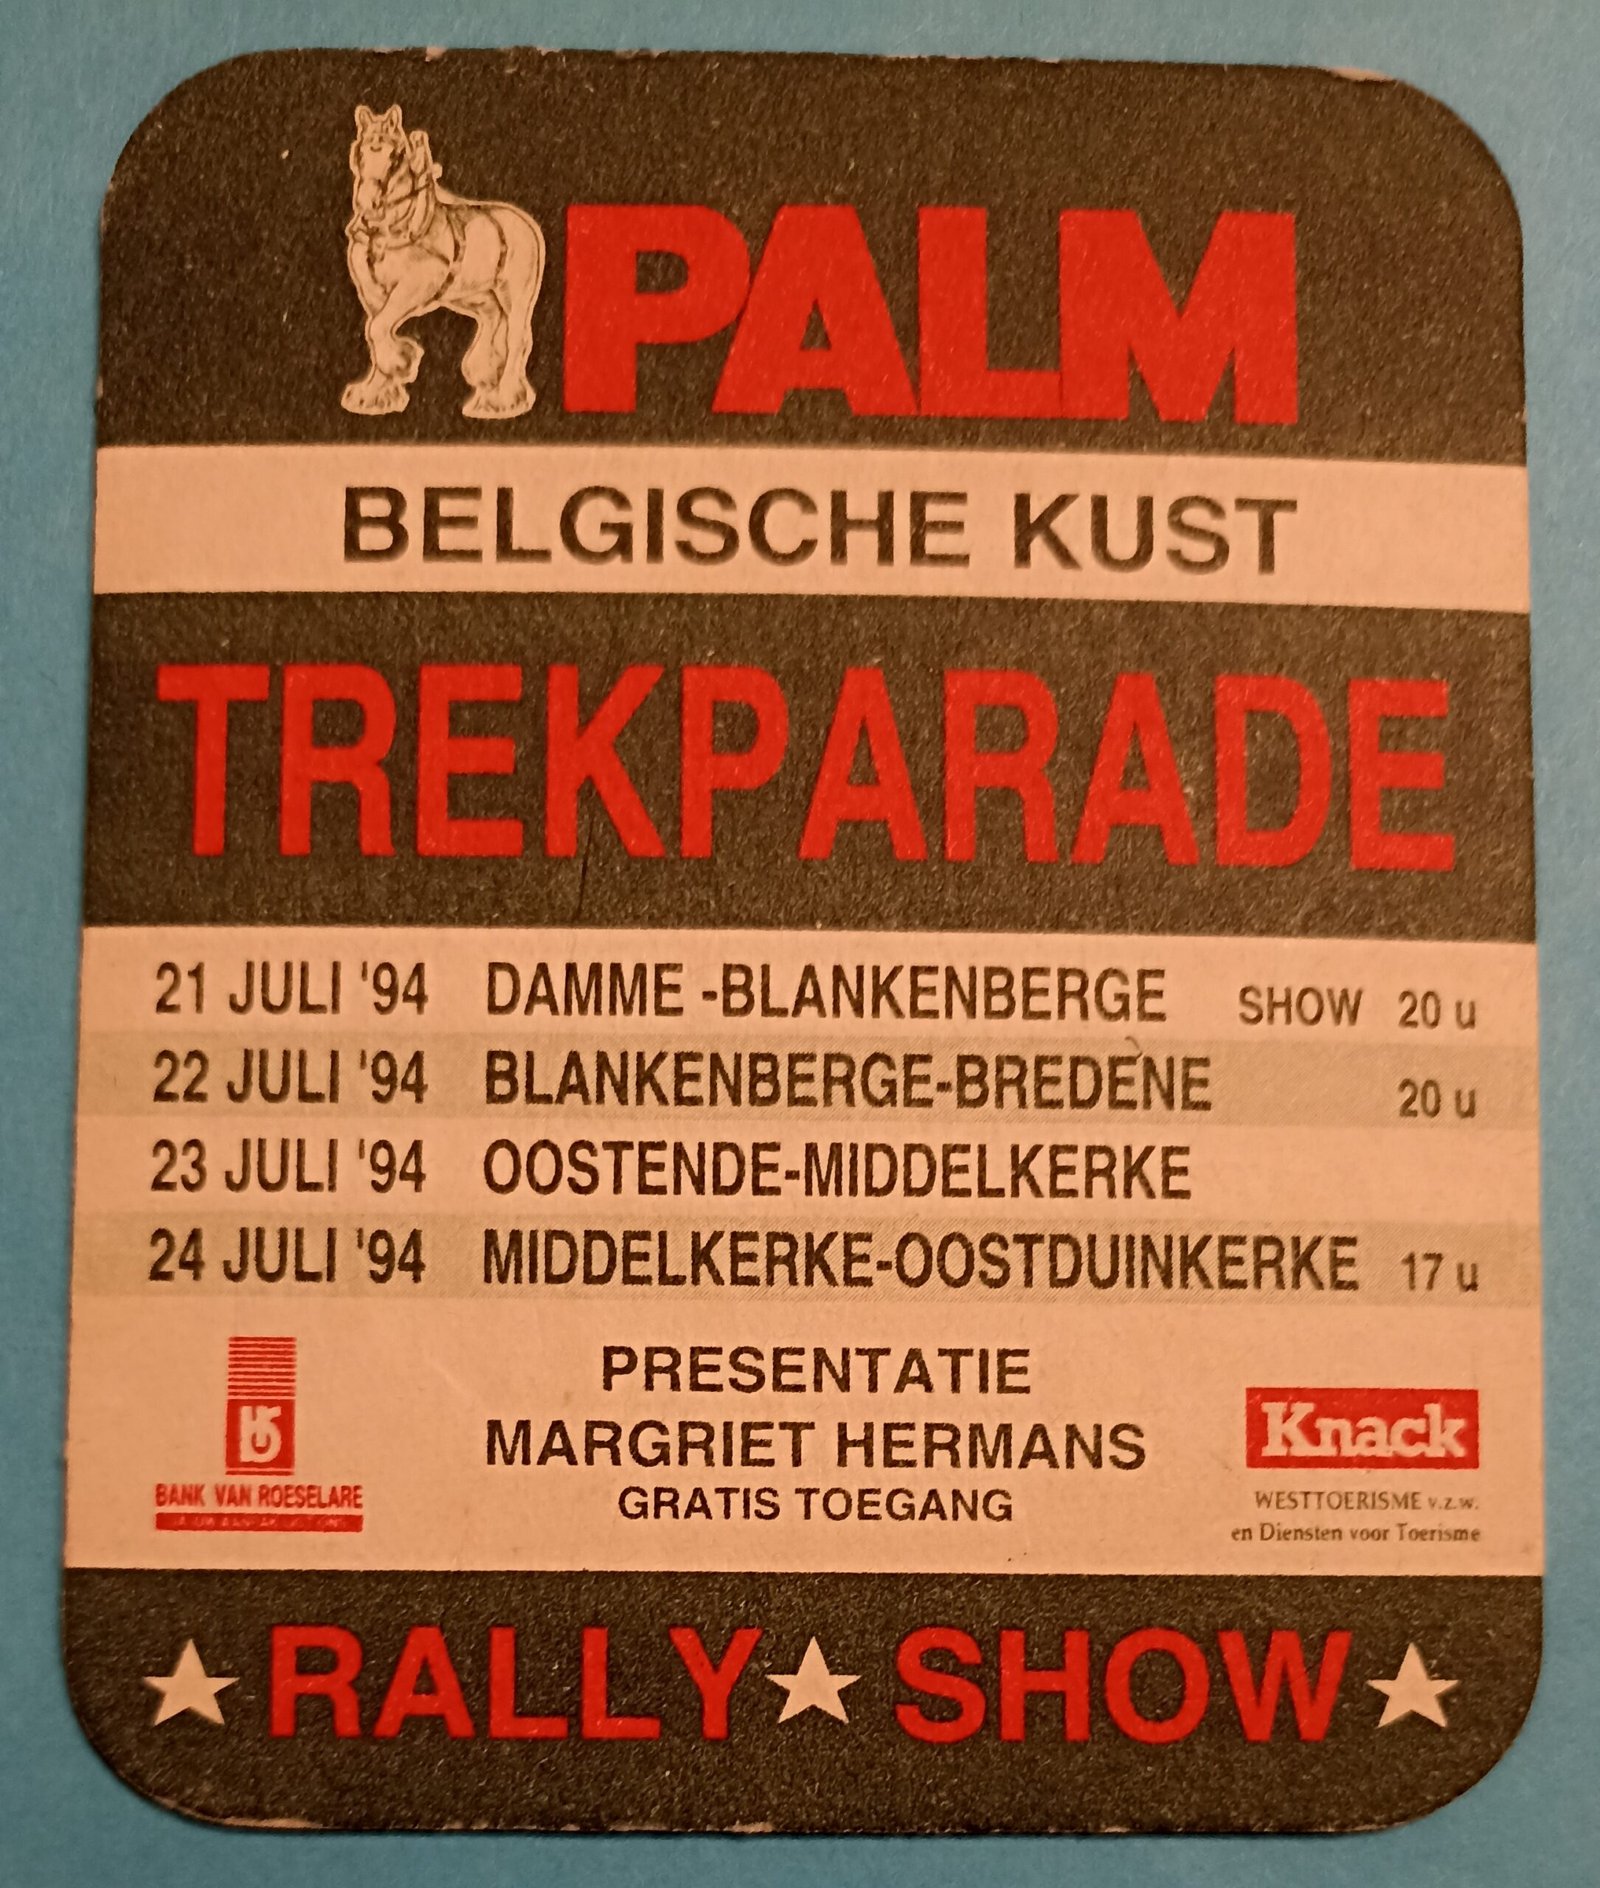 PALM
BELGISCHE KUST
TREKPARADE
21 JULI '94 DAMME -BLANKENBERGE SHOW 20 u
22 JULI '94 BLANKENBERGE-BREDENE 20 u
23 JULI '94 OOSTENDE-MIDDELKERKE
24 JULI '94 MIDDELKERKE-OOSTDUINKERKE 17 u
PRESENTATIE
MARGRIET HERMANS
GRATIS TOEGANG
BANK VAN ROESELARE
Knack
WESTTOERISME v.z.w.
en Diensten voor Toerisme
RALLY SHOW